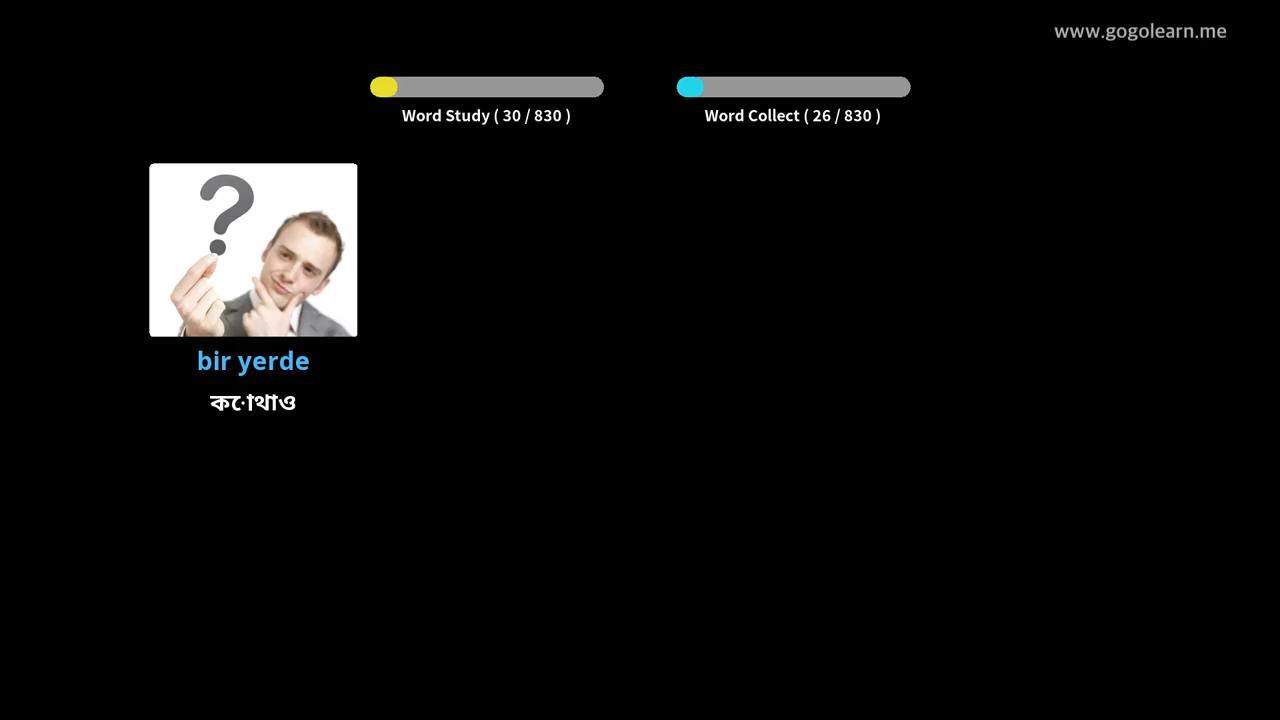 www.gogolearn.me
Word Study ( 30 / 830 )
Word Collect ( 26 / 830 )
bir yerde
কোথাও